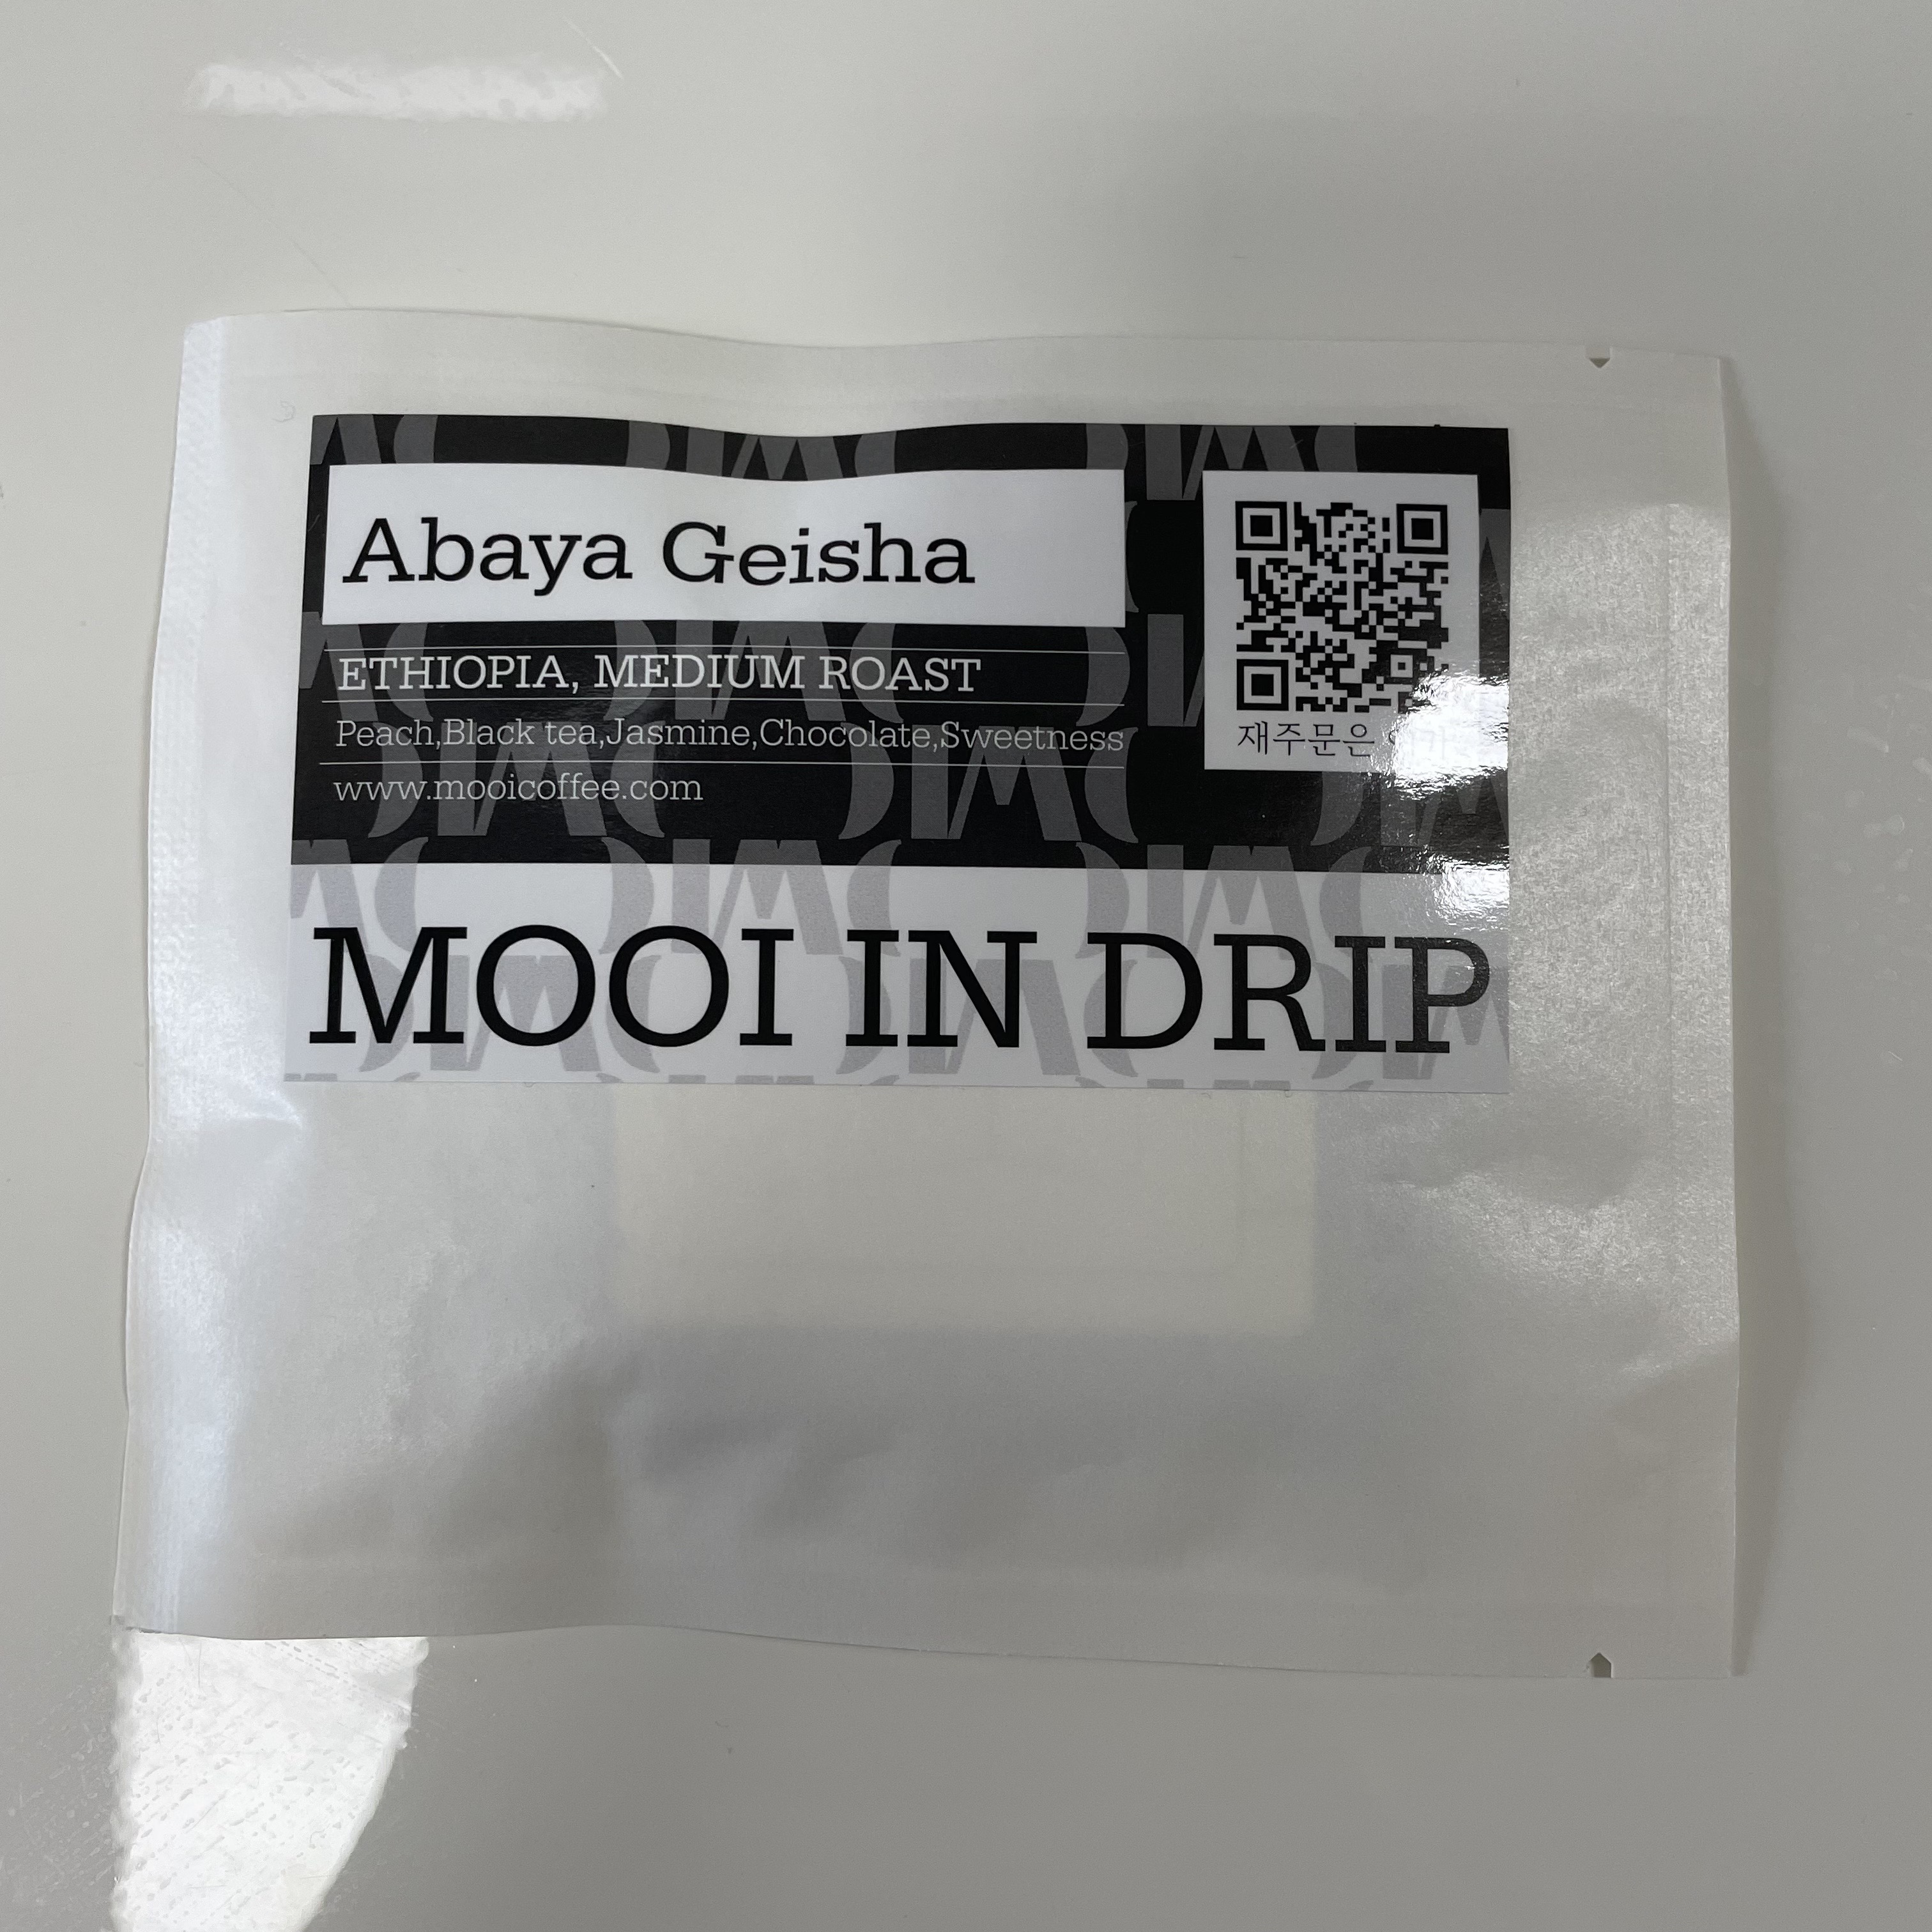 Abaya Geisha
ETHIOPIA, MEDIUM ROAST
Peach,Black tea,Jasmine,Chocolate,Sweetness
www.mooicoffee.com
재주문은
MOOI IN DRIP